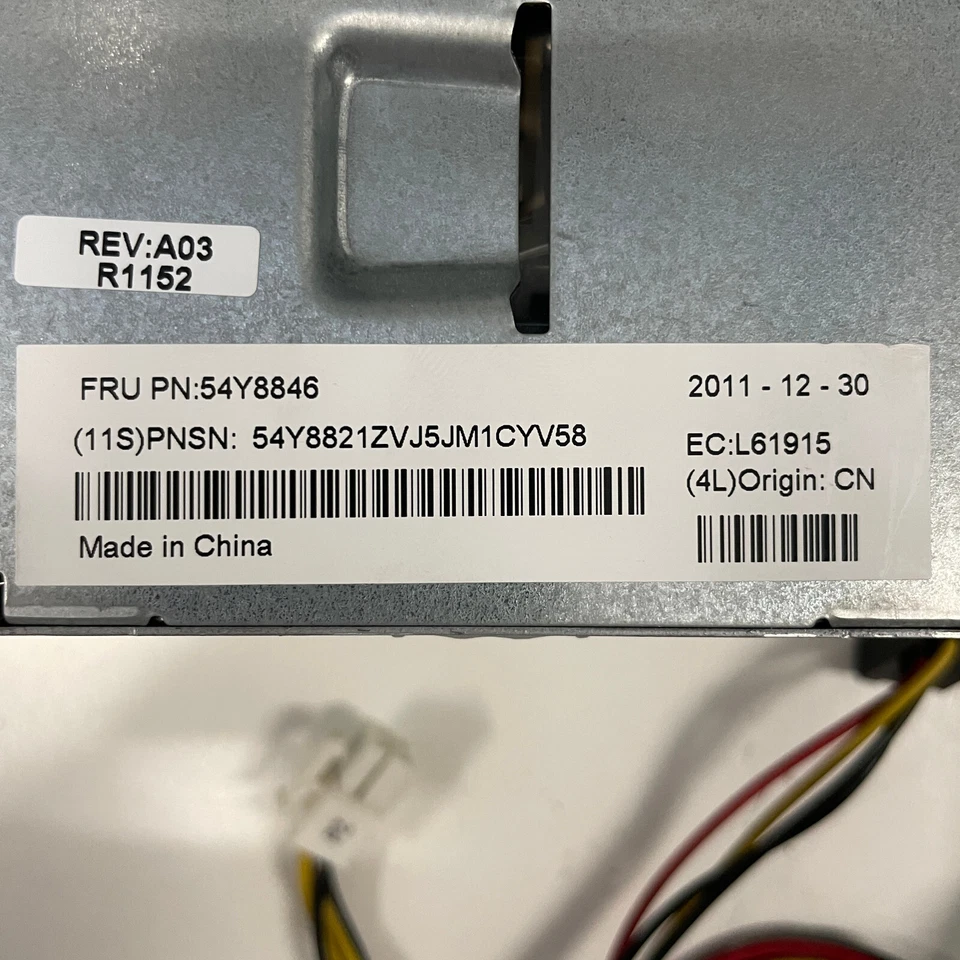 REV:A03
R1152
FRU PN:54Y8846
2011 - 12 - 30
(11S)PNSN: 54Y8821ZVJ5JM1CYV58
EC:L61915
(4L)Origin: CN
Made in China